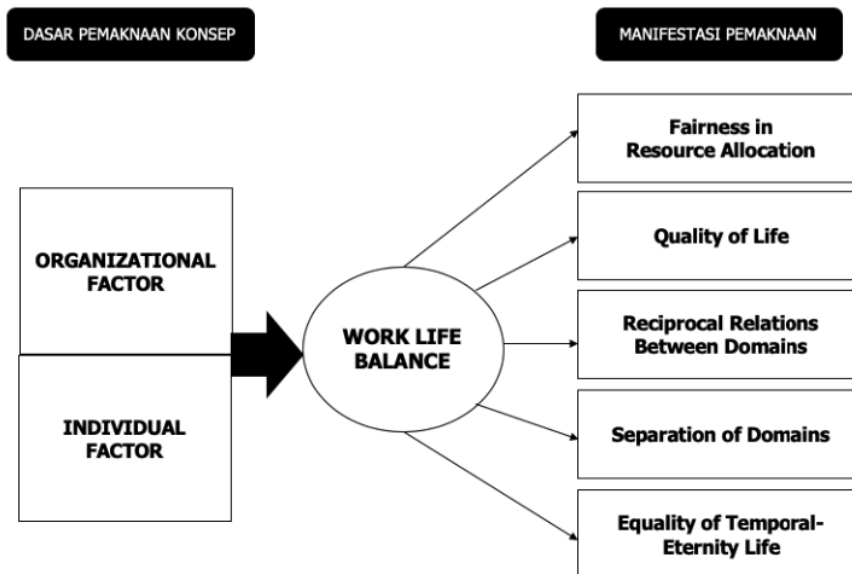 DASAR PEMAKNAAN KONSEP
MANIFESTASI PEMAKNAAN
ORGANIZATIONAL
FACTOR
INDIVIDUAL
FACTOR
WORK LIFE
BALANCE
Fairness in
Resource Allocation
Quality of Life
Reciprocal Relations
Between Domains
Separation of Domains
Equality of Temporal-
Eternity Life